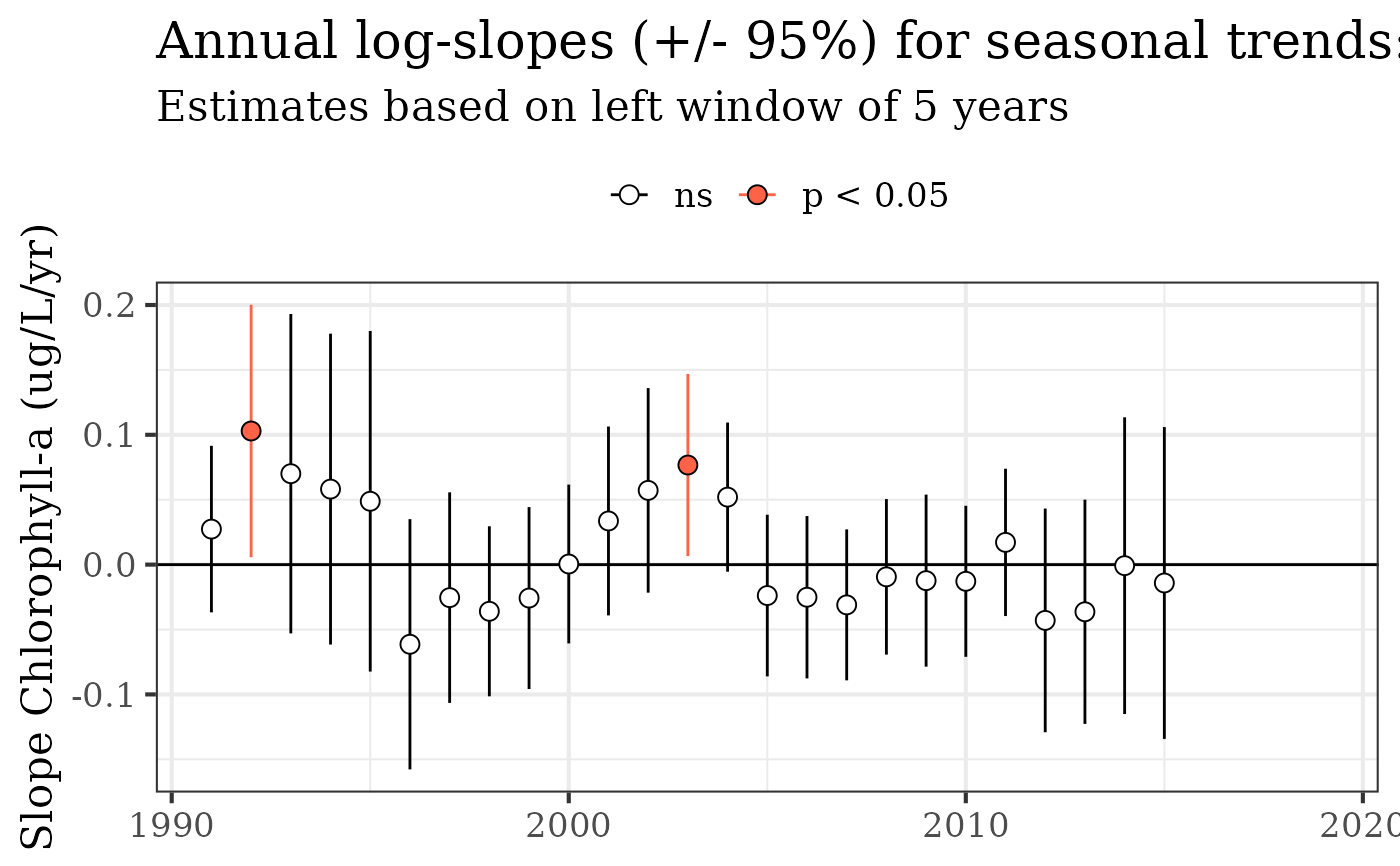 Annual log-slopes (+/- 95%) for seasonal trends:
Estimates based on left window of 5 years
ns p < 0.05
Slope Chlorophyll-a (ug/L/yr)
0.2
0.1
0.0
-0.1
1990 2000 2010 2020